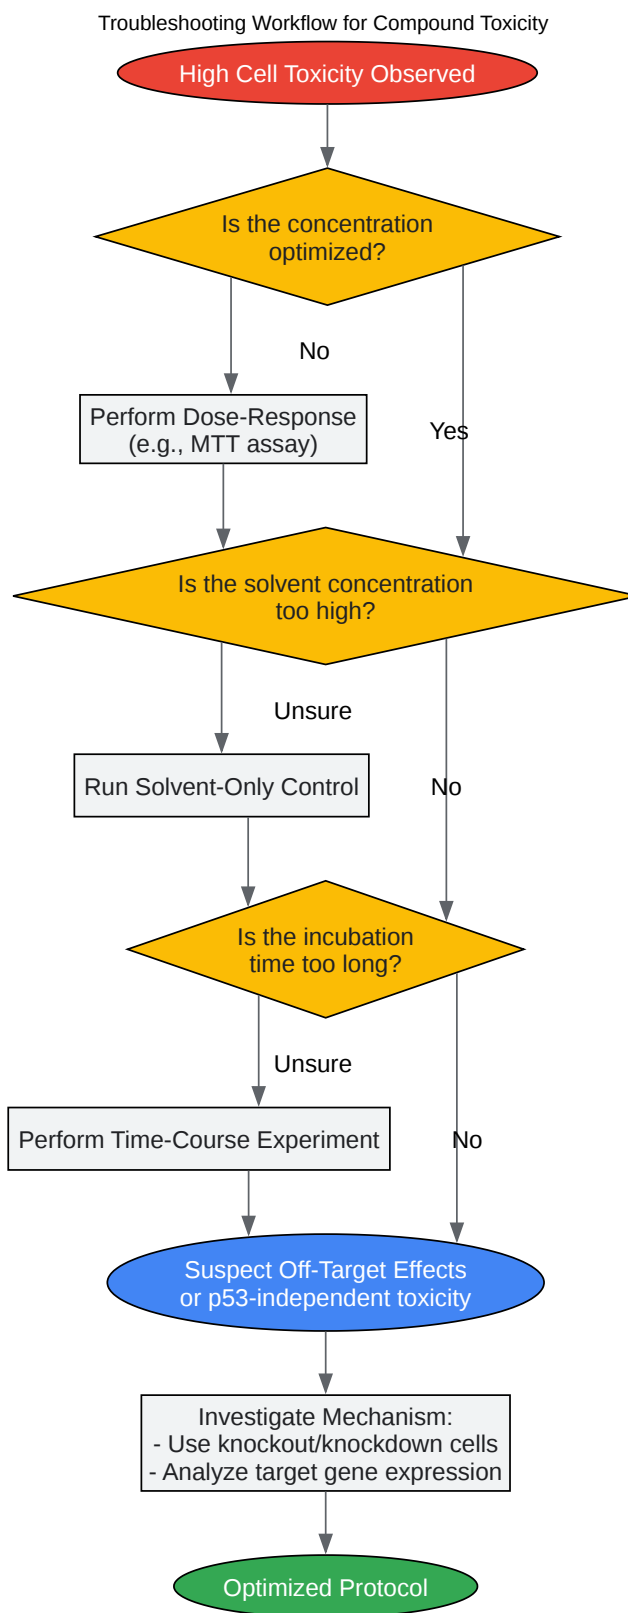 Troubleshooting Workflow for Compound Toxicity
High Cell Toxicity Observed
Is the concentration
optimized?
No
Perform Dose-Response
(e.g., MTT assay)
Yes
Is the solvent concentration
too high?
Unsure
Run Solvent-Only Control
No
Is the incubation
time too long?
Unsure
Perform Time-Course Experiment
No
Suspect Off-Target Effects
or p53-independent toxicity
Investigate Mechanism:
- Use knockout/knockdown cells
- Analyze target gene expression
Optimized Protocol